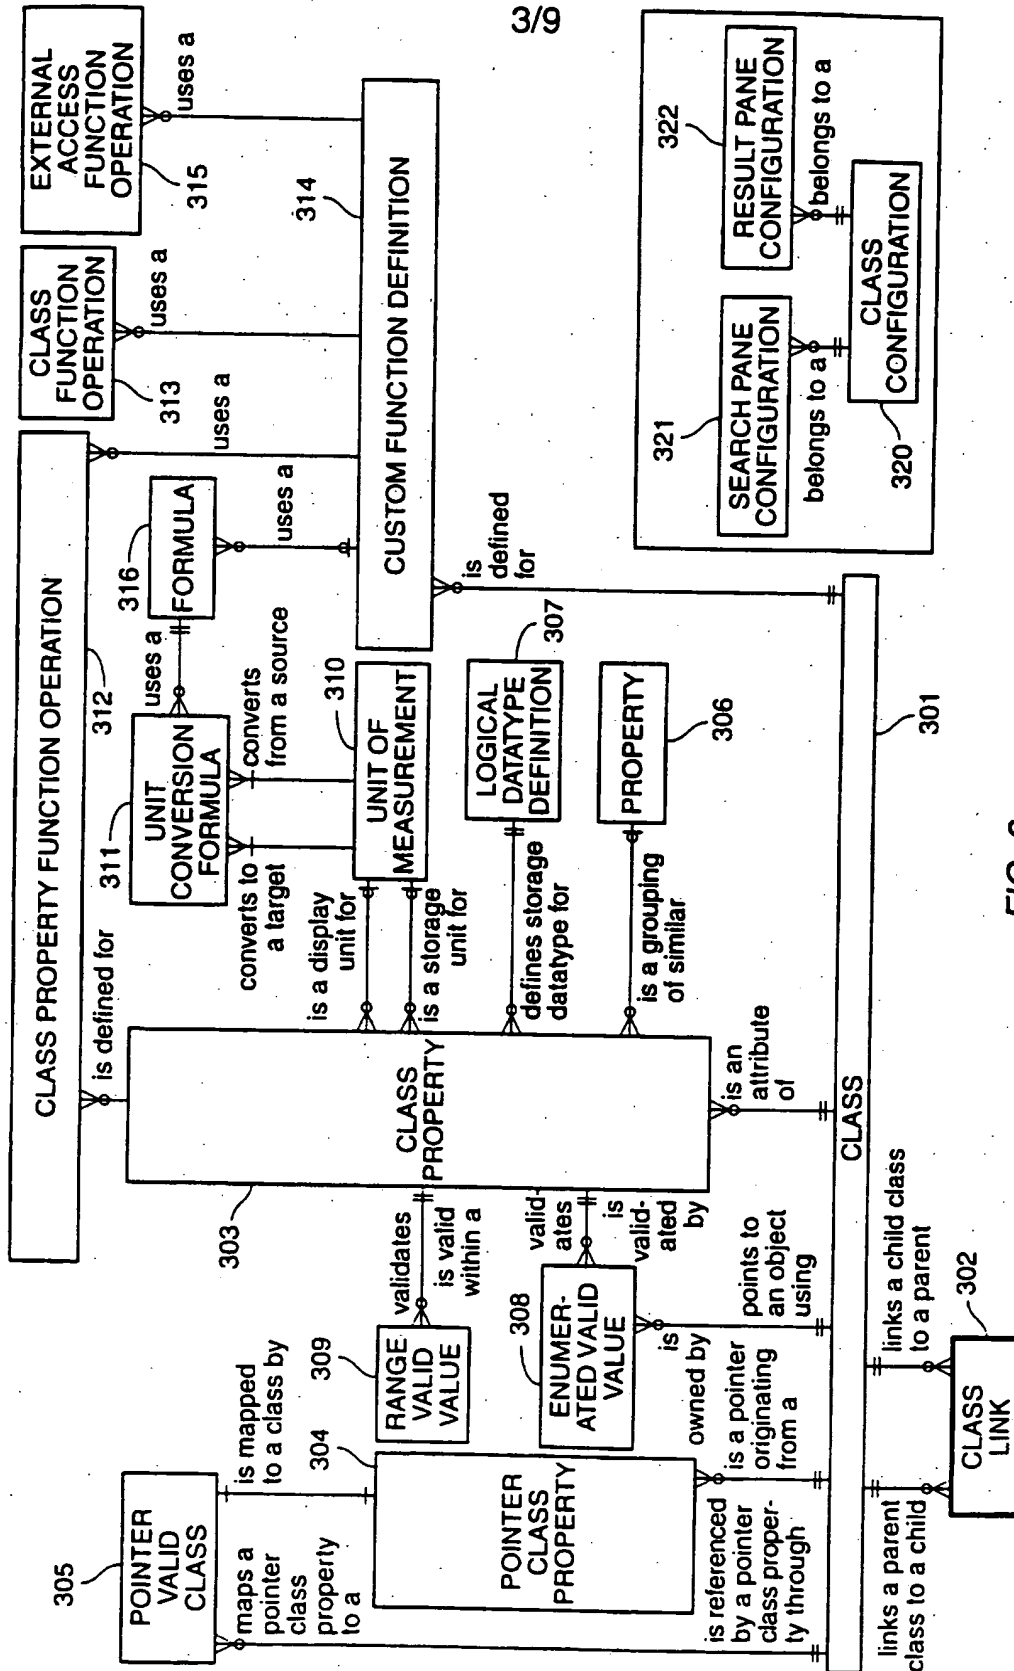 3/9
CLASS PROPERTY FUNCTION OPERATION
312
CLASS
FUNCTION
OPERATION
313
EXTERNAL
ACCESS
FUNCTION
OPERATION
315
uses a
uses a
uses a
is defined for
POINTER
VALID
CLASS
305
UNIT
CONVERSION
FORMULA
311
uses a
FORMULA
316
uses a
converts to
a target
converts
from a source
maps a
pointer
class
property
to a
is mapped
to a class by
304
POINTER
CLASS
PROPERTY
RANGE
VALID
VALUE
309
validates
is valid
within a
CLASS
PROPERTY
303
is a display
unit for
is a storage
unit for
UNIT OF
MEASUREMENT
310
CUSTOM FUNCTION DEFINITION
314
ENUMER-
ATED VALID
VALUE
308
valid-
ates
is
valid-
ated
by
defines storage
datatype for
LOGICAL
DATATYPE
DEFINITION
307
is a grouping
of similar
PROPERTY
306
is
defined
for
is referenced
by a pointer
class proper-
ty through
is a pointer
originating
from a
is
owned by
points to
an object
using
is an
attribute
of
CLASS
301
links a parent
class to a child
links a child class
to a parent
CLASS
LINK
302
SEARCH PANE
CONFIGURATION
321
RESULT PANE
CONFIGURATION
322
belongs to a
belongs to a
CLASS
CONFIGURATION
320